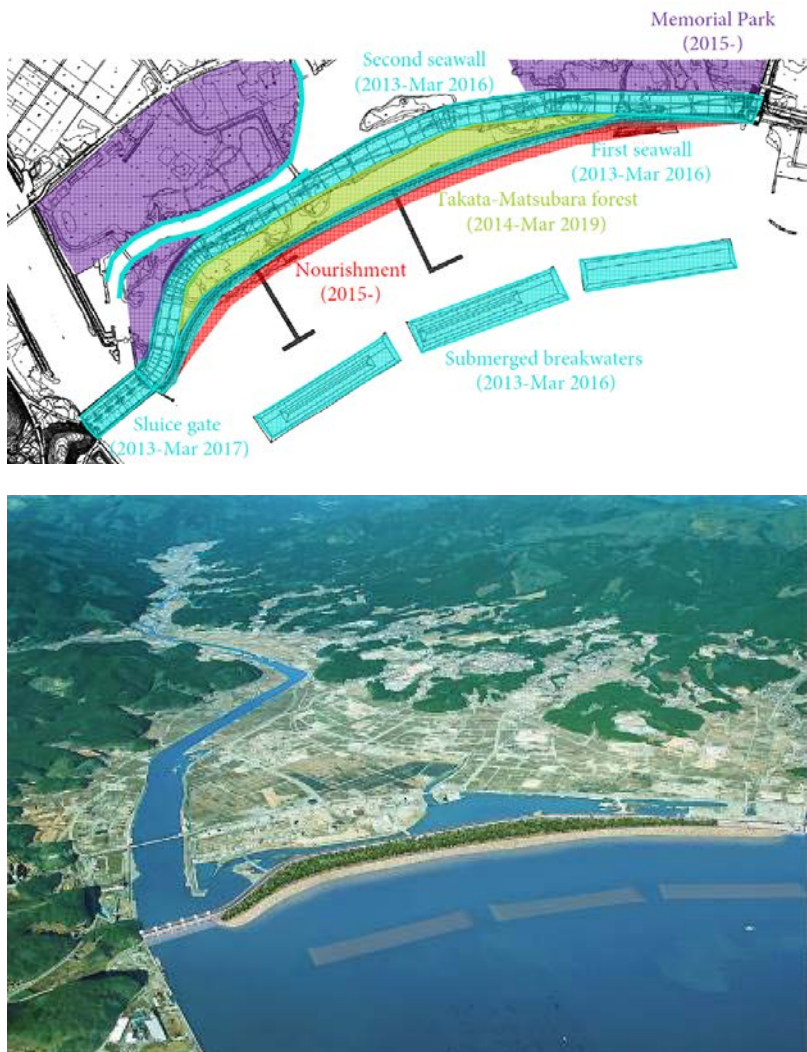 Memorial Park
(2015-)
Second seawall
(2013-Mar 2016)
First seawall
(2013-Mar 2016)
Takata-Matsubara forest
(2014-Mar 2019)
Nourishment
(2015-)
Submerged breakwaters
(2013-Mar 2016)
Sluice gate
(2013-Mar 2017)